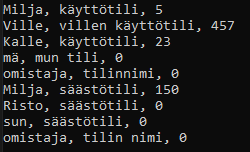 Milja, käyttötili, 5
Ville, villen käyttötili, 457
Kalle, käyttötili, 23
mä, mun tili, 0
omistaja, tilinnimi, 0
Milja, säästötili, 150
Risto, säästötili, 0
sun, säästötili, 0
omistaja, tilin nimi, 0